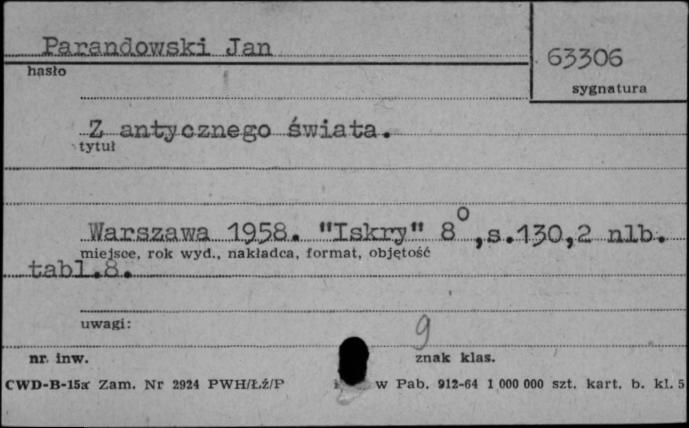 Parandowski Jan
63306
hasło
sygnatura
Z antycznego świata.
tytuł
Warszawa 1958. "Iskry" 8°,s.130,2 nlb.
miejsce, rok wyd., nakładca, format, objętość
tabl.8.
uwagi:
9
nr. inw.
znak klas.
CWD-B-15a Zam. Nr 2924 PWH/Łź/P w Pab. 912-64 1 000 000 szt. kart. b. kl. 5